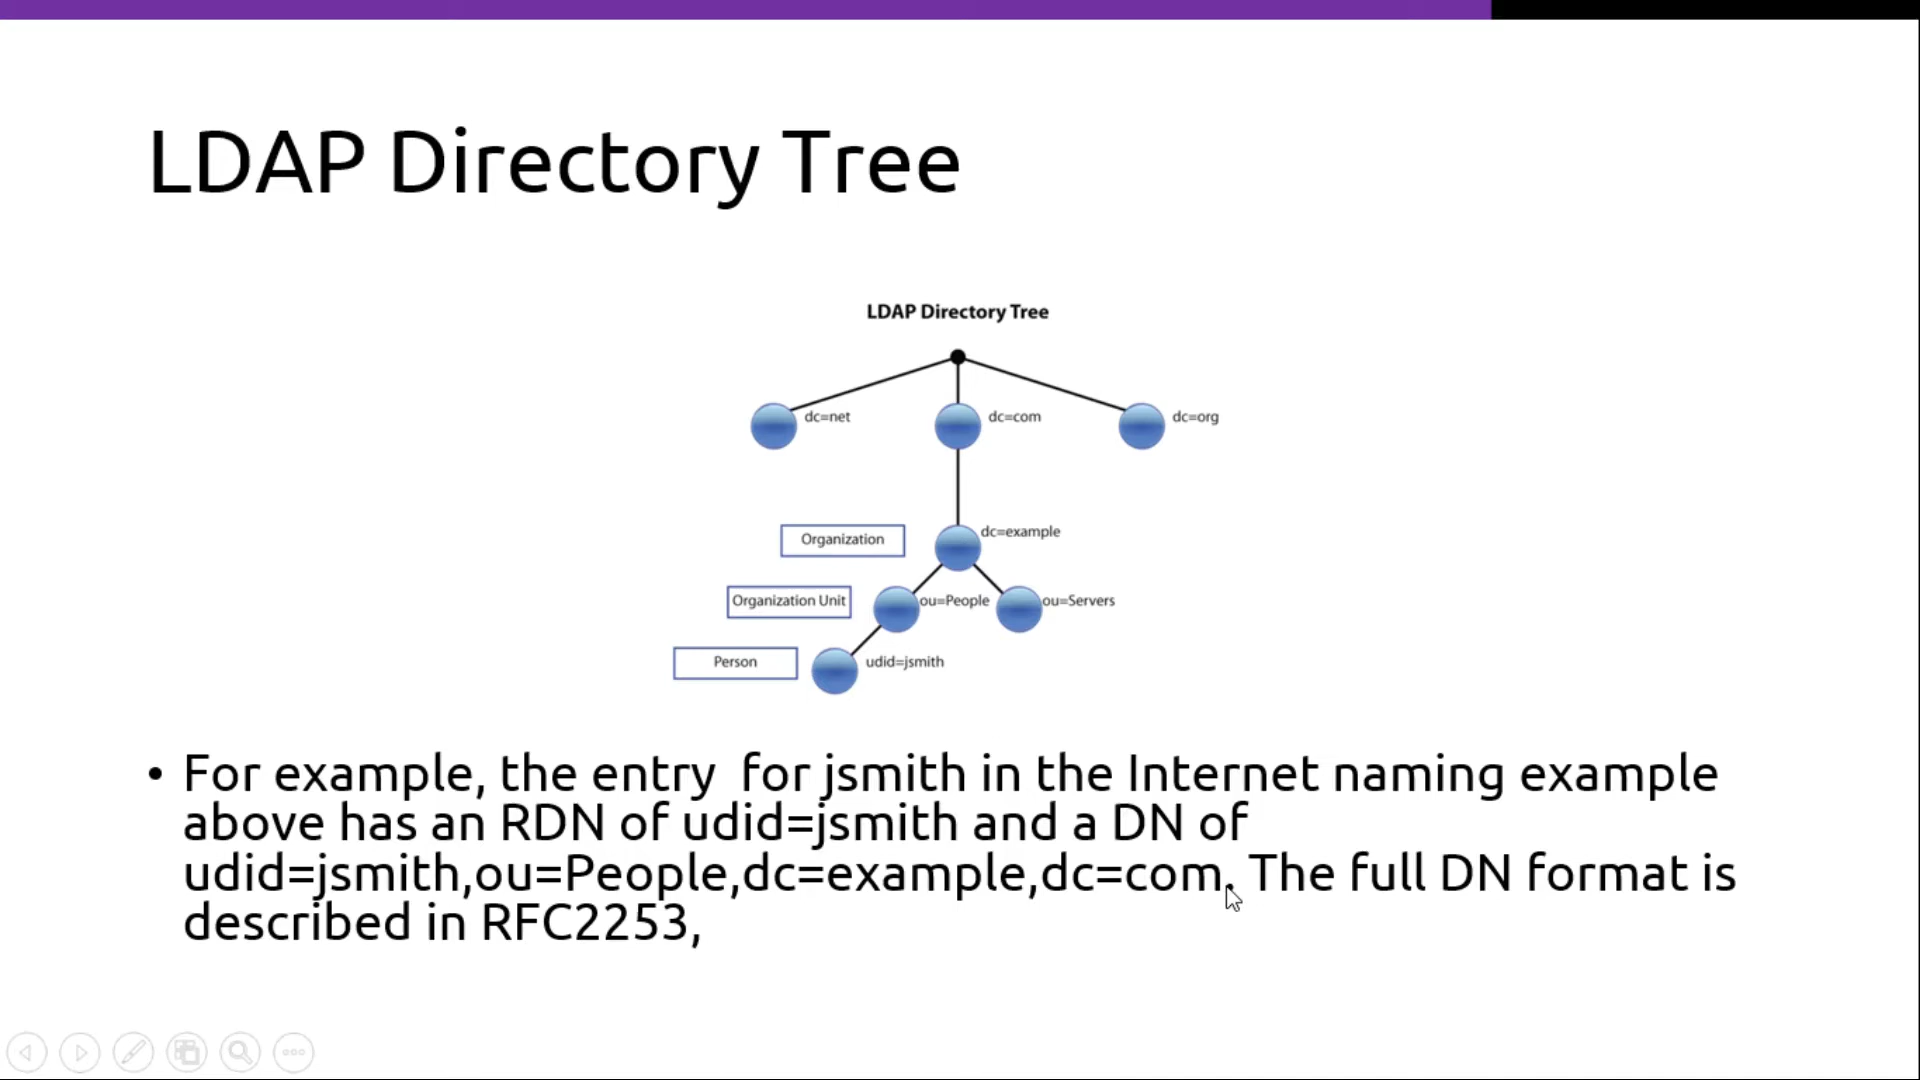 LDAP Directory Tree
LDAP Directory Tree
dc=net
dc=com
dc=org
Organization
dc=example
Organization Unit
ou=People
ou=Servers
Person
udid=jsmith
• For example, the entry  for jsmith in the Internet naming example
above has an RDN of udid=jsmith and a DN of
udid=jsmith,ou=People,dc=example,dc=com. The full DN format is
described in RFC2253,